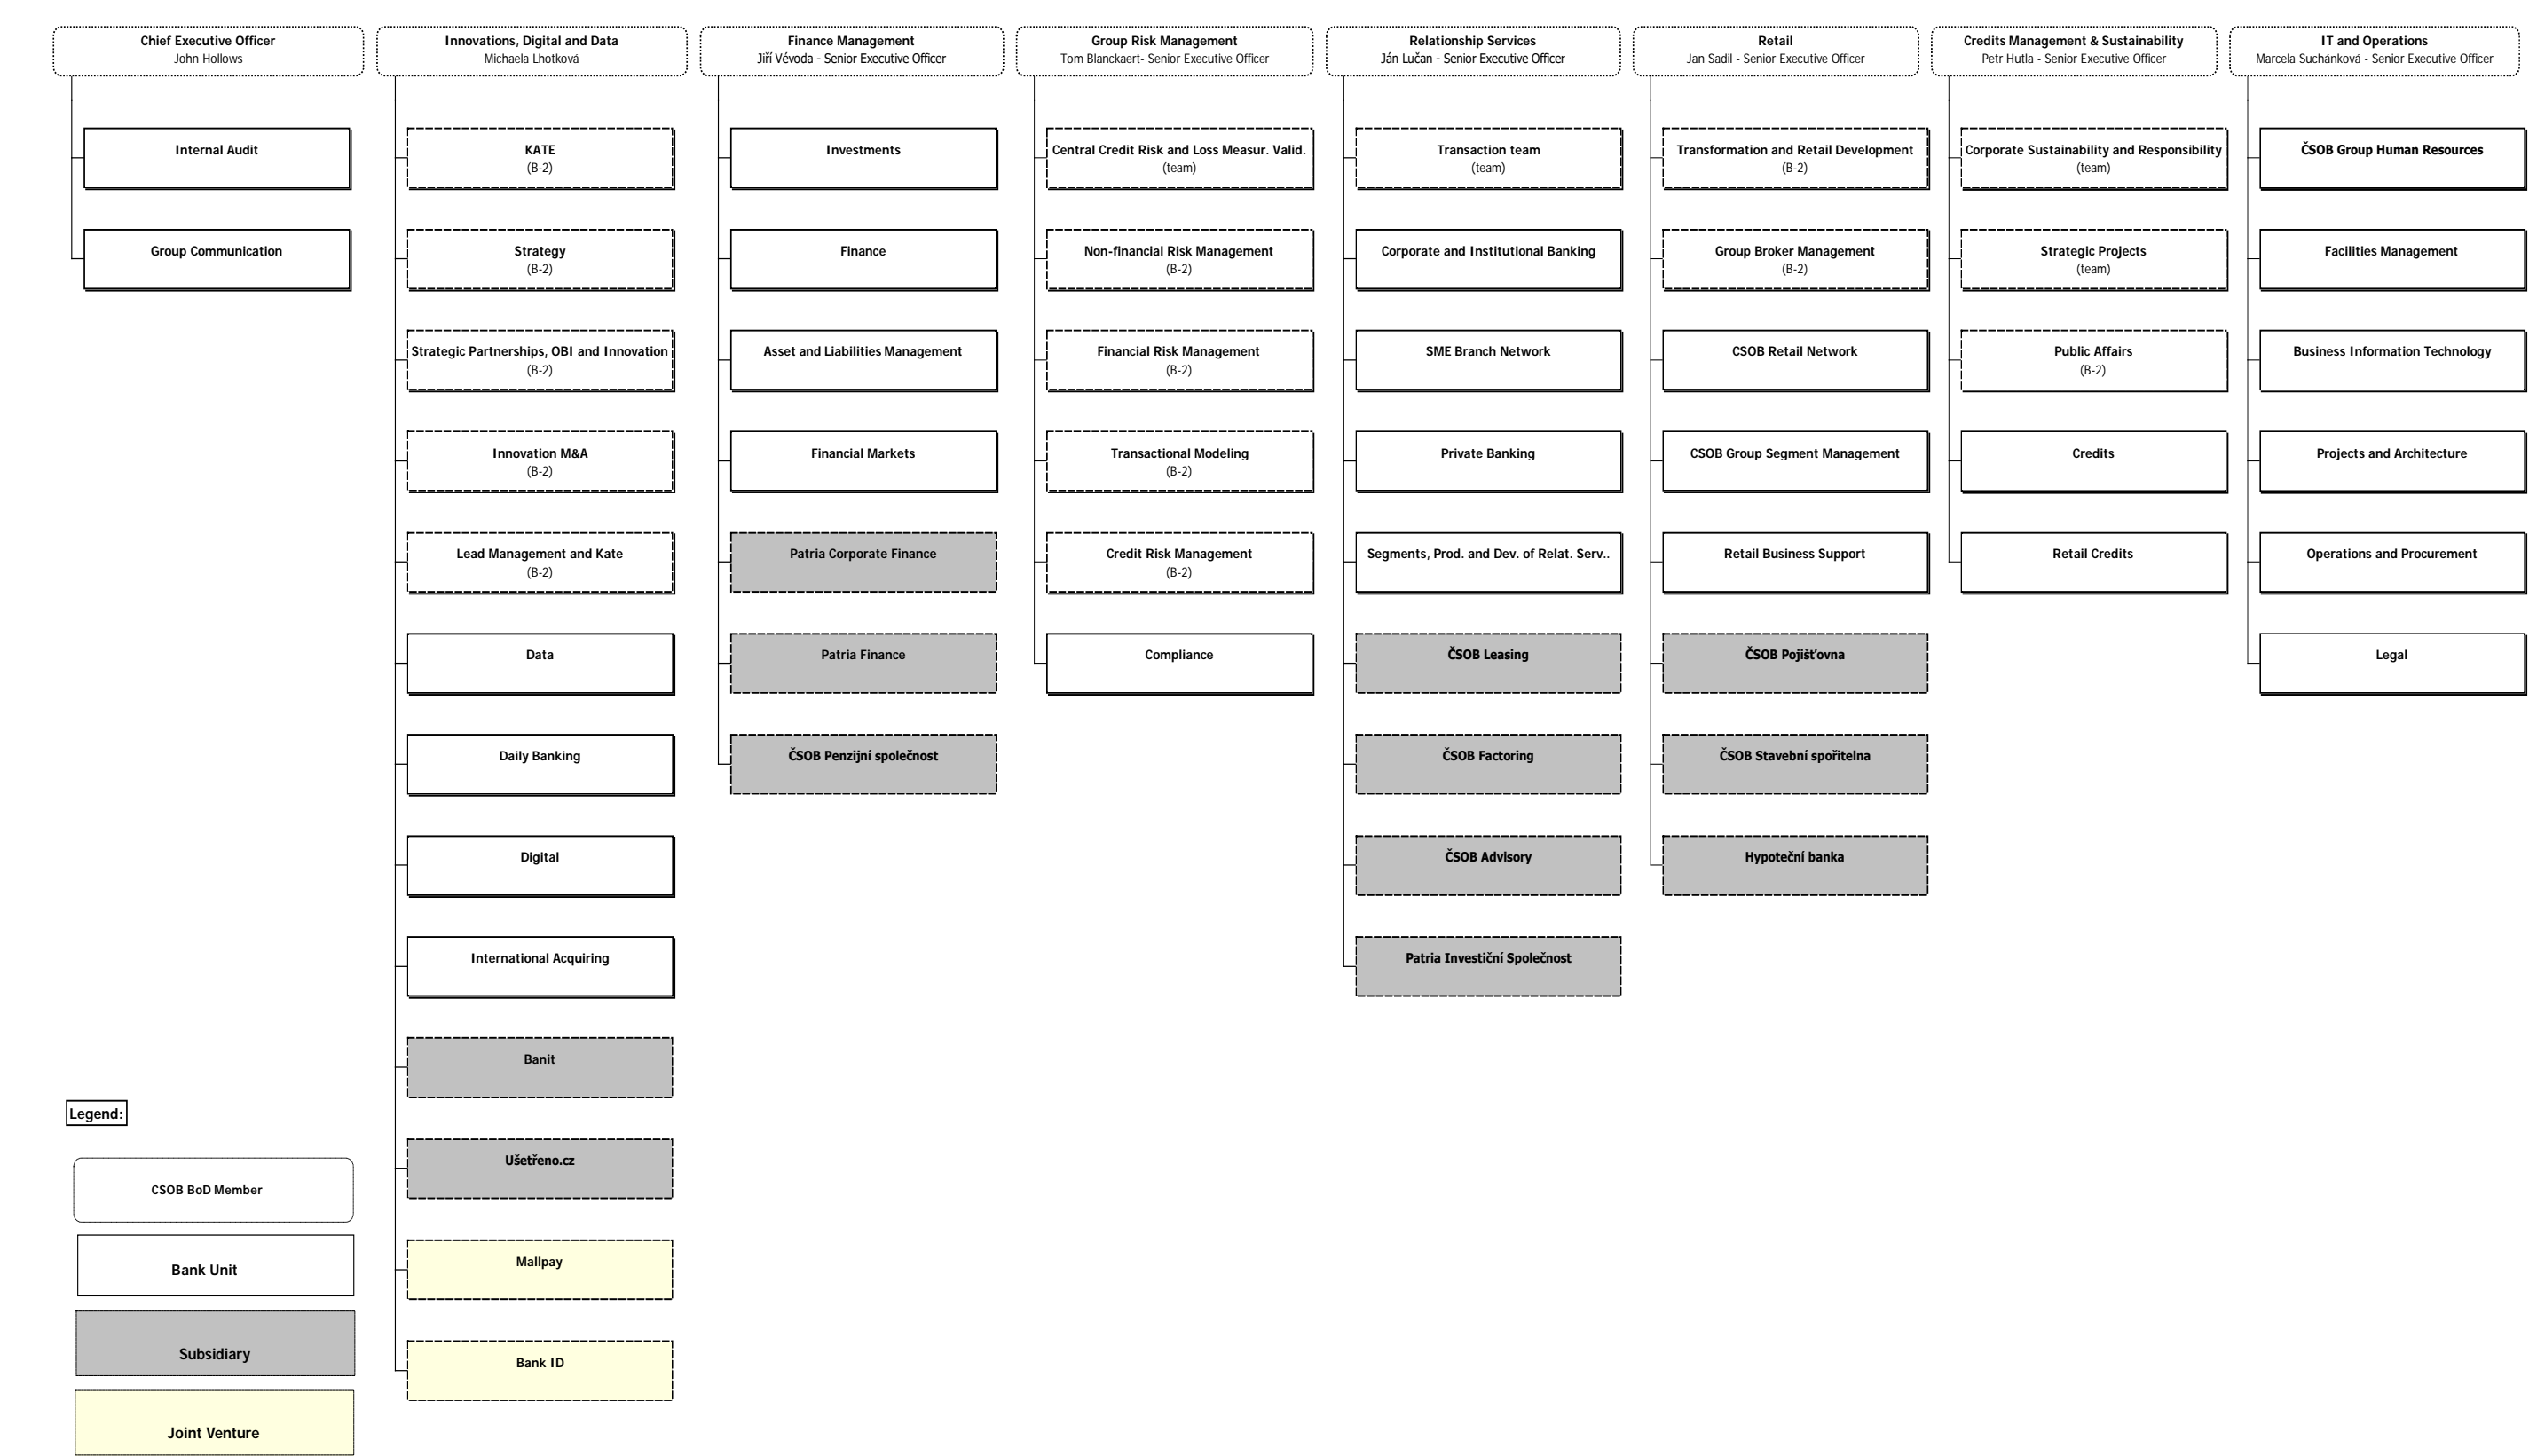 Chief Executive Officer
John Hollows
Internal Audit
Group Communication
Innovations, Digital and Data
Michaela Lhotková
KATE
(B-2)
Strategy
(B-2)
Strategic Partnerships, OBI and Innovation
(B-2)
Innovation M&A
(B-2)
Lead Management and Kate
(B-2)
Data
Daily Banking
Digital
International Acquiring
Banit
Ušetřeno.cz
Mallpay
Bank ID
Finance Management
Jiří Vévoda - Senior Executive Officer
Investments
Finance
Asset and Liabilities Management
Financial Markets
Patria Corporate Finance
Patria Finance
ČSOB Penzijní společnost
Group Risk Management
Tom Blanckaert- Senior Executive Officer
Central Credit Risk and Loss Measur. Valid.
(team)
Non-financial Risk Management
(B-2)
Financial Risk Management
(B-2)
Transactional Modeling
(B-2)
Credit Risk Management
(B-2)
Compliance
Relationship Services
Ján Lučan - Senior Executive Officer
Transaction team
(team)
Corporate and Institutional Banking
SME Branch Network
Private Banking
Segments, Prod. and Dev. of Relat. Serv..
ČSOB Leasing
ČSOB Factoring
ČSOB Advisory
Patria Investiční Společnost
Retail
Jan Sadil - Senior Executive Officer
Transformation and Retail Development
(B-2)
Group Broker Management
(B-2)
CSOB Retail Network
CSOB Group Segment Management
Retail Business Support
ČSOB Pojišťovna
ČSOB Stavební spořitelna
Hypoteční banka
Credits Management & Sustainability
Petr Hutla - Senior Executive Officer
Corporate Sustainability and Responsibility
(team)
Strategic Projects
(team)
Public Affairs
(B-2)
Credits
Retail Credits
IT and Operations
Marcela Suchánková - Senior Executive Officer
ČSOB Group Human Resources
Facilities Management
Business Information Technology
Projects and Architecture
Operations and Procurement
Legal
Legend:
CSOB BoD Member
Bank Unit
Subsidiary
Joint Venture